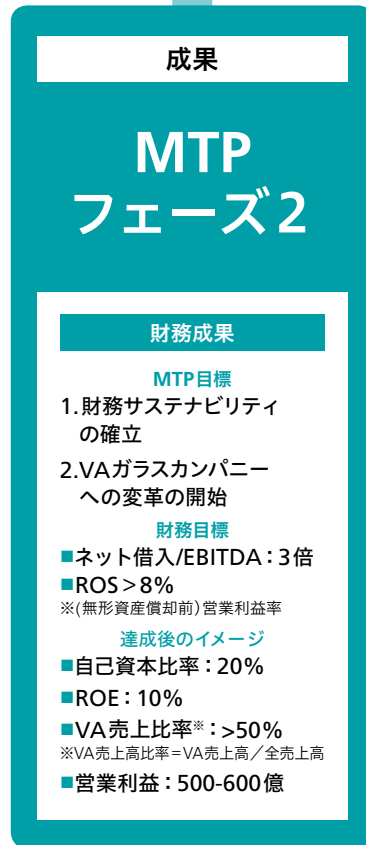 成果
MTP
フェーズ2
財務成果
MTP目標
1.財務サステナビリティ
の確立
2.VAガラスカンパニー
への変革の開始
財務目標
■ネット借入/EBITDA：3倍
■ROS＞8%
※(無形資産償却前)営業利益率
達成後のイメージ
■自己資本比率：20%
■ROE：10%
■VA売上比率※：>50%
※VA売上高比率=VA売上高／全売上高
■営業利益：500-600億